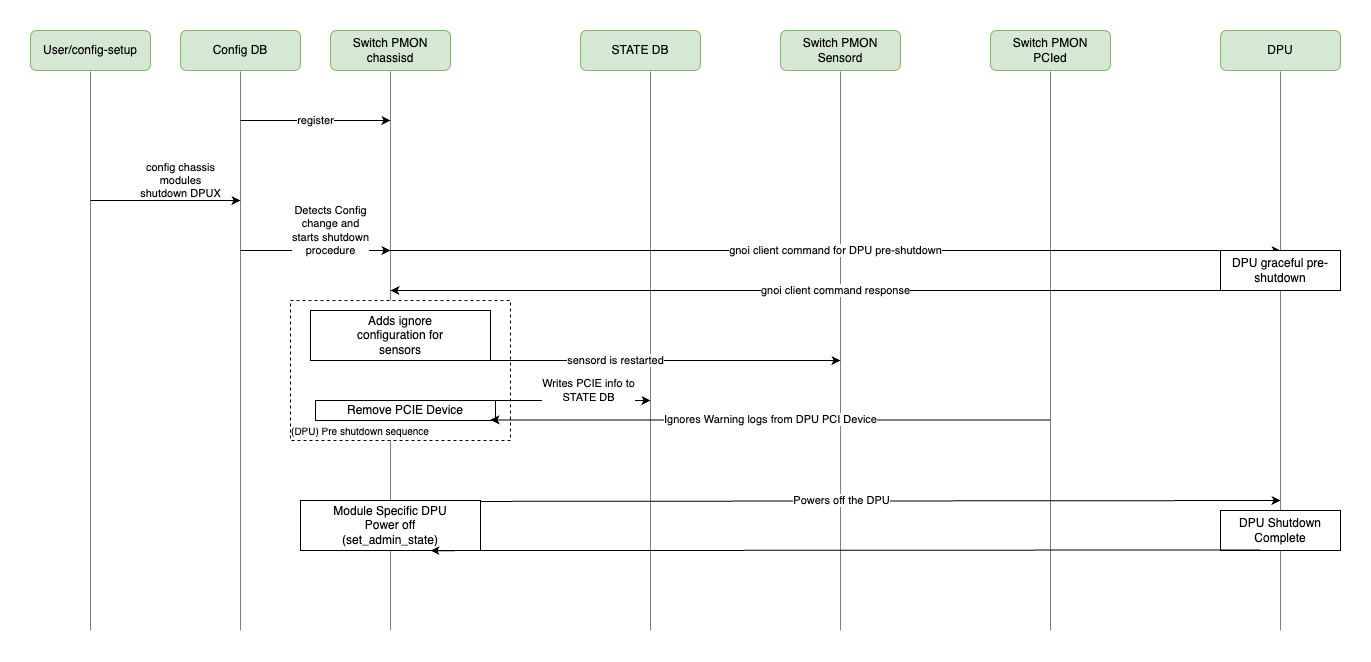 User/config-setup
Config DB
Switch PMON
chassisd
STATE DB
Switch PMON
Sensord
Switch PMON
PCIed
DPU
register
config chassis
modules
shutdown DPUX
Detects Config
change and
starts shutdown
procedure
gnoi client command for DPU pre-shutdown
DPU graceful pre-
shutdown
gnoi client command response
Adds ignore
configuration for
sensors
sensord is restarted
Writes PCIE info to
STATE DB
Remove PCIE Device
Ignores Warning logs from DPU PCI Device
(DPU) Pre shutdown sequence
Module Specific DPU
Power off
(set_admin_state)
Powers off the DPU
DPU Shutdown
Complete